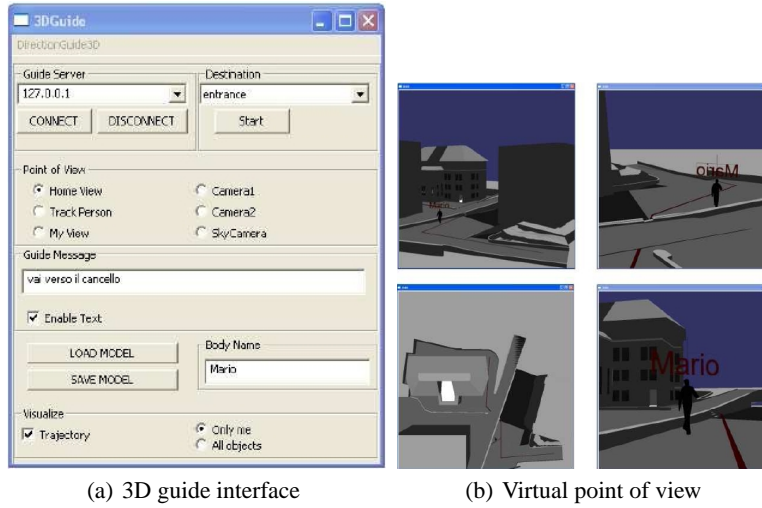 3DGuide
DirectionGuide3D
Guide Server
Destination
127.0.0.1
entrance
CONNECT
DISCONNECT
Start
Point of View
Home View
Camera1
Track Person
Camera2
My View
SkyCamera
Guide Message
vai verso il cancello
Enable Text
LOAD MODEL
Body Name
Mario
SAVE MODEL
Visualize
Trajectory
Only me
All objects
Mario
Mario
Mario
(a) 3D guide interface
(b) Virtual point of view